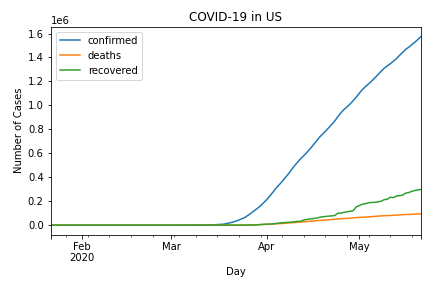 COVID-19 in US
1e6
confirmed
deaths
recovered
1.6
1.4
1.2
1.0
0.8
0.6
0.4
0.2
0.0
Number of Cases
Feb
2020
Mar
Apr
May
Day